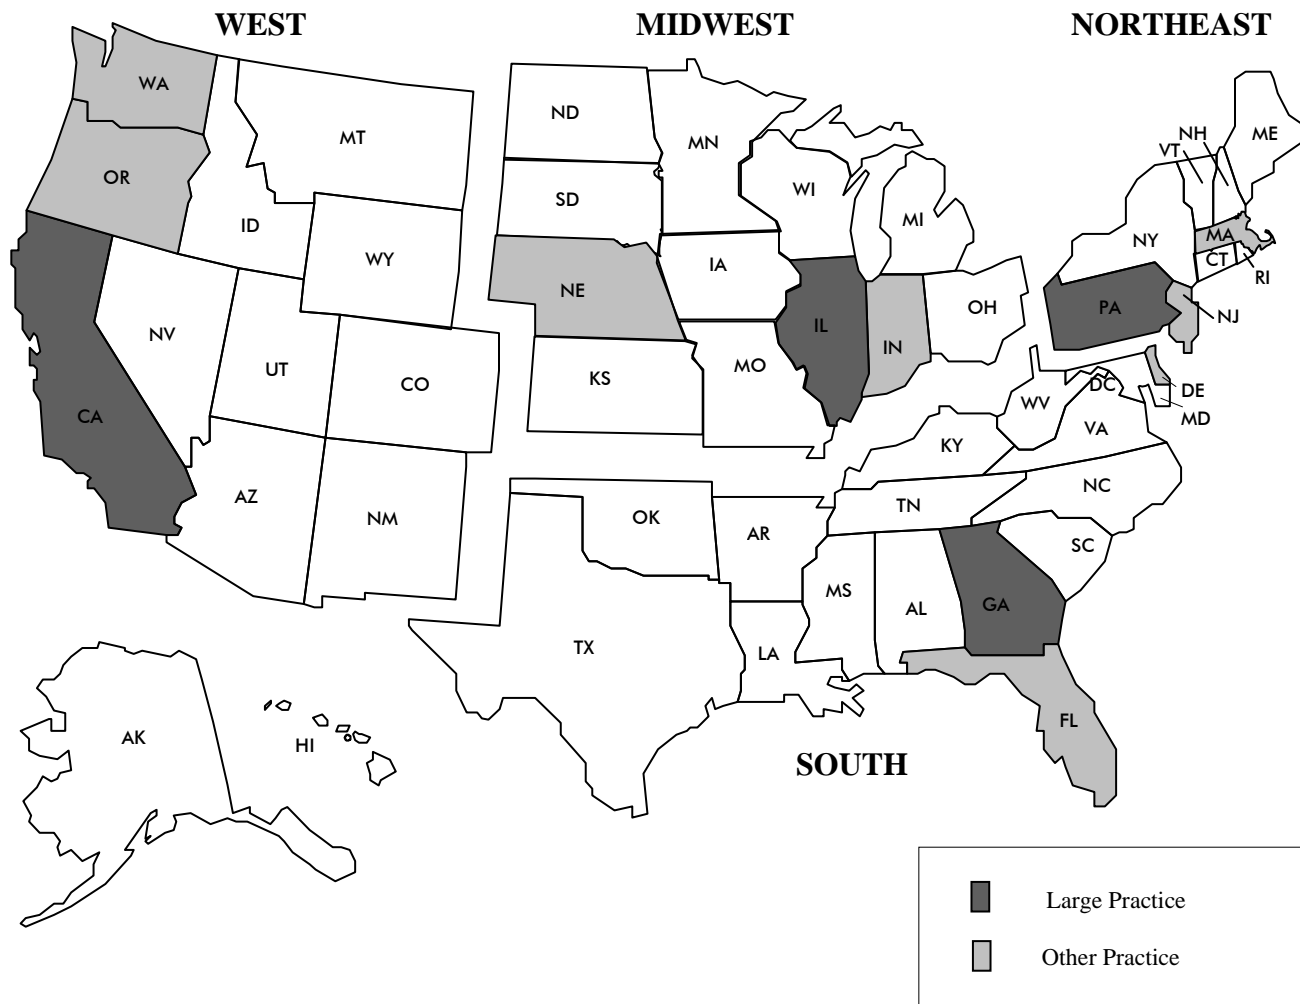 WEST
MIDWEST
NORTHEAST
WA
MT
ND
MN
NH
VT
ME
OR
ID
SD
WI
MI
WY
NE
IA
NY
MA
CT
RI
NV
UT
CO
KS
MO
IL
IN
OH
PA
NJ
CA
WV
DC
DE
MD
VA
KY
AZ
NM
OK
AR
TN
NC
SC
MS
AL
GA
TX
LA
FL
AK
HI
SOUTH
Large Practice
Other Practice